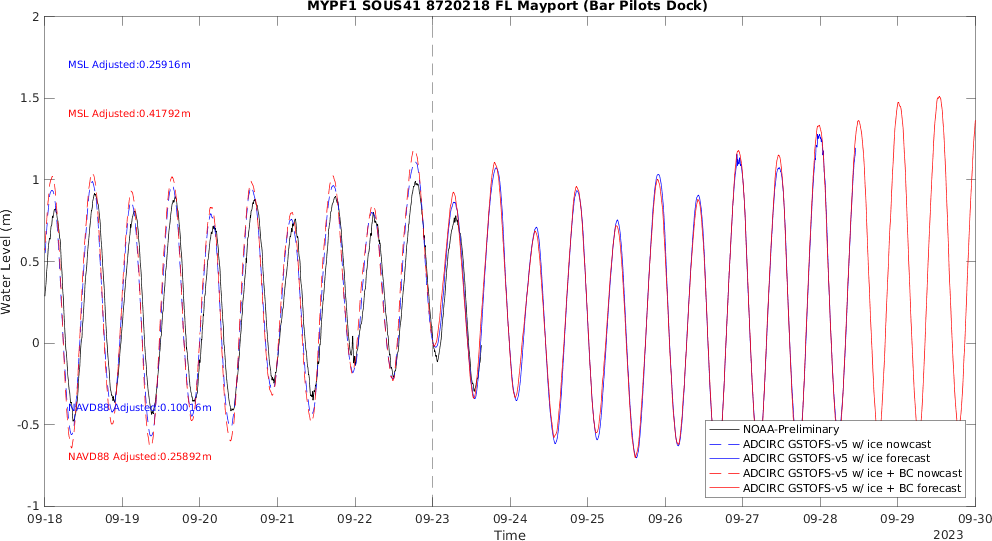 MYPF1 SOUS41 8720218 FL Mayport (Bar Pilots Dock)
2
1.5
1
0.5
0
-0.5
-1
Water Level (m)
MSL Adjusted:0.25916m
MSL Adjusted:0.41792m
NAVD88 Adjusted:0.10016m
NAVD88 Adjusted:0.25892m
NOAA-Preliminary
ADCIRC GSTOFS-v5 w/ ice nowcast
ADCIRC GSTOFS-v5 w/ ice forecast
ADCIRC GSTOFS-v5 w/ ice + BC nowcast
ADCIRC GSTOFS-v5 w/ ice + BC forecast
09-18 09-19 09-20 09-21 09-22 09-23 09-24 09-25 09-26 09-27 09-28 09-29 09-30
Time
2023